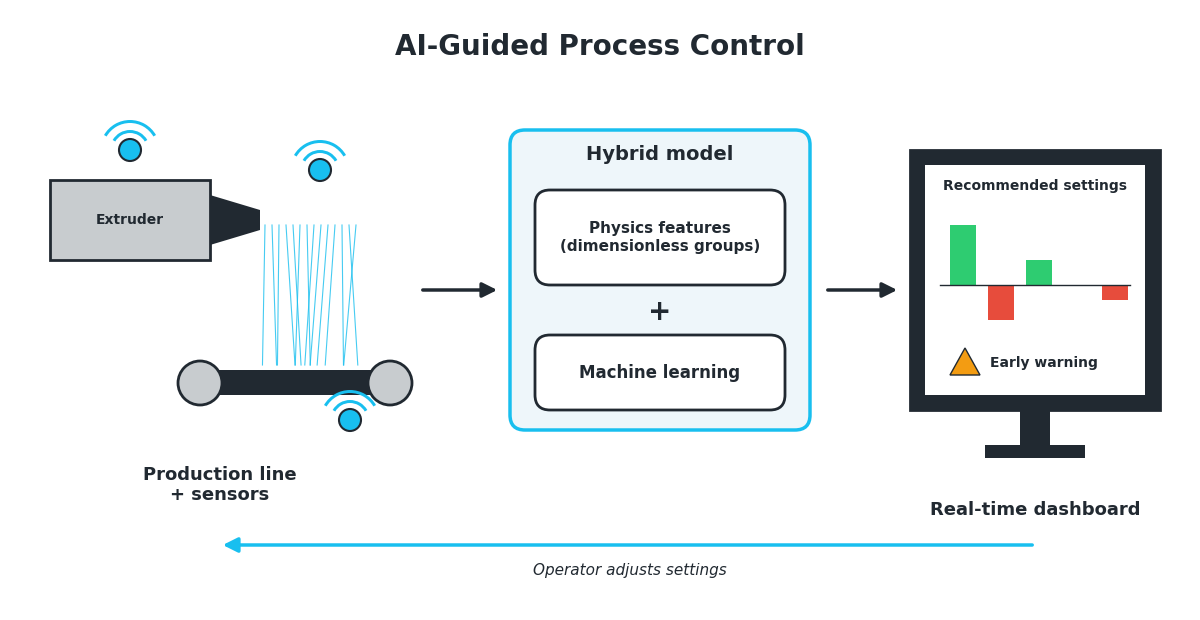 AI-Guided Process Control
Extruder
Production line
+ sensors
Hybrid model
Physics features
(dimensionless groups)
+
Machine learning
Recommended settings
Early warning
Real-time dashboard
Operator adjusts settings